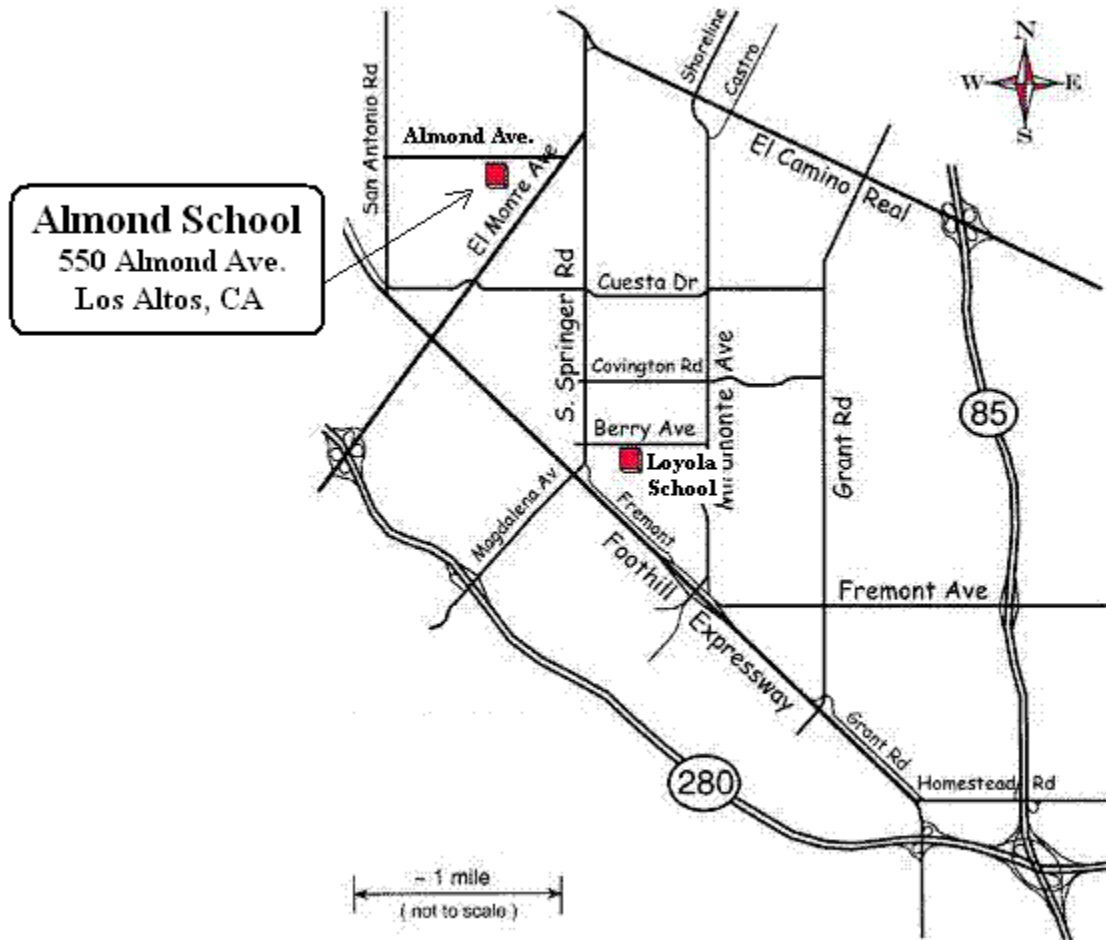 Shoreline
Castro
N
W
E
S
San Antonio Rd
Almond Ave.
El Monte Ave
El Camino Real
Almond School
550 Almond Ave.
Los Altos, CA
S. Springer Rd
Cuesta Dr
Covington Rd
Miramonte Ave
Grant Rd
85
Berry Ave
Loyola
School
Magdalena Av
Fremont
Foothill Expressway
Fremont Ave
Grant Rd
280
Homestead Rd
~ 1 mile
( not to scale )